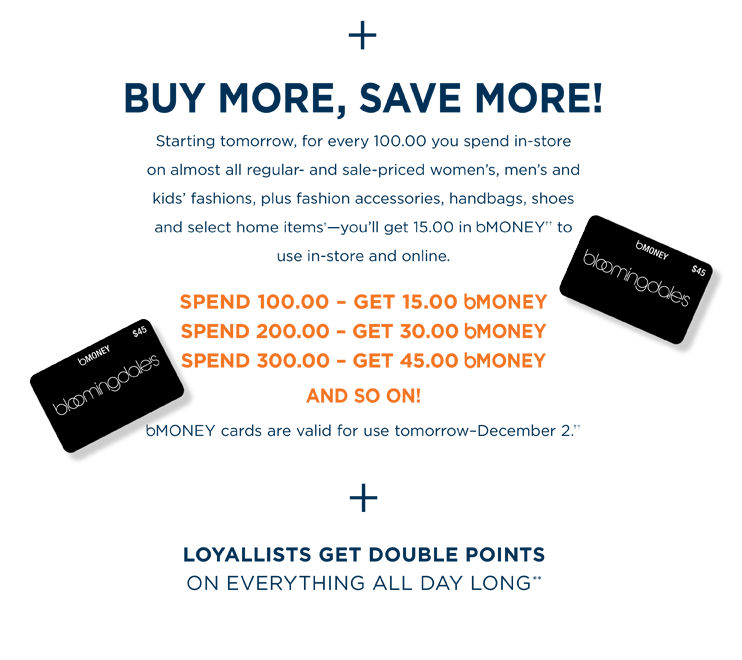 +
BUY MORE, SAVE MORE!
Starting tomorrow, for every 100.00 you spend in-store
on almost all regular- and sale-priced women's, men's and
kids' fashions, plus fashion accessories, handbags, shoes
and select home items†—you'll get 15.00 in bMONEY†† to
use in-store and online.
bMONEY
$45
bloomingdale's
SPEND 100.00 – GET 15.00 bMONEY
SPEND 200.00 – GET 30.00 bMONEY
SPEND 300.00 – GET 45.00 bMONEY
bMONEY
$45
bloomingdale's
AND SO ON!
bMONEY cards are valid for use tomorrow–December 2.††
+
LOYALLISTS GET DOUBLE POINTS
ON EVERYTHING ALL DAY LONG**